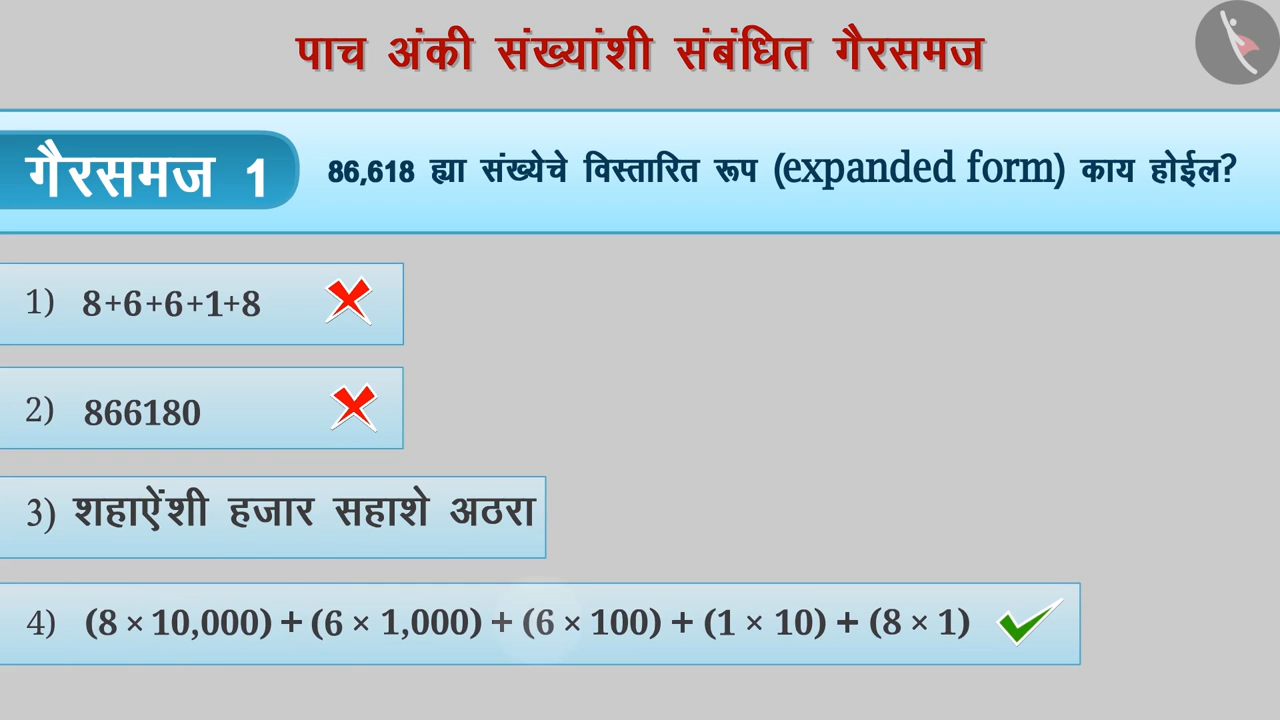 पाच अंकी संख्यांशी संबंधित गैरसमज
गैरसमज 1
86,618 ह्या संख्येचे विस्तारित रूप (expanded form) काय होईल?
1) 8+6+6+1+8
2) 866180
3) शहाऐंशी हजार सहाशे अठरा
4) (8 × 10,000) + (6 × 1,000) + (6 × 100) + (1 × 10) + (8 × 1)